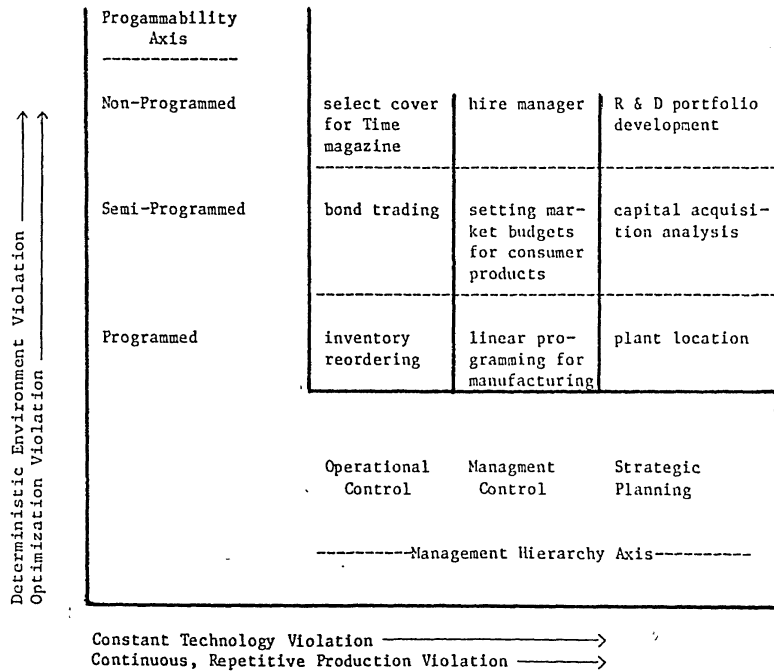 Progammability
Axis
Non-Programmed
select cover
for Time
magazine
hire manager
R & D portfolio
development
Semi-Programmed
bond trading
setting mar-
ket budgets
for consumer
products
capital acquisi-
tion analysis
Programmed
inventory
reordering
linear pro-
gramming for
manufacturing
plant location
Operational
Control
Managment
Control
Strategic
Planning
Management Hierarchy Axis
Deterministic Environment Violation
Optimization Violation
Constant Technology Violation
Continuous, Repetitive Production Violation